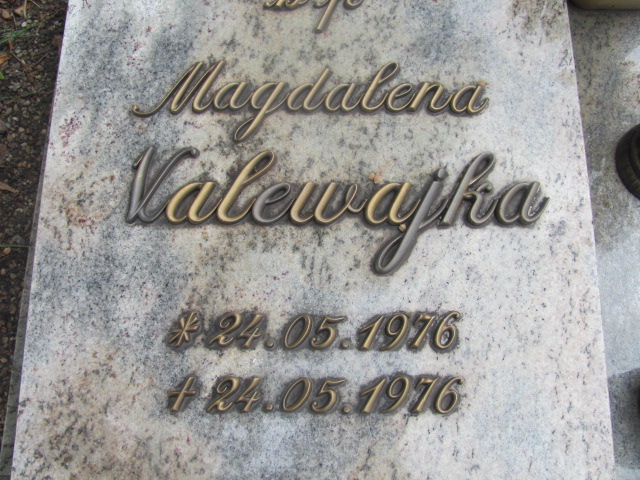 Magdalena
Valewajka
* 24.05.1976
+ 24.05.1976